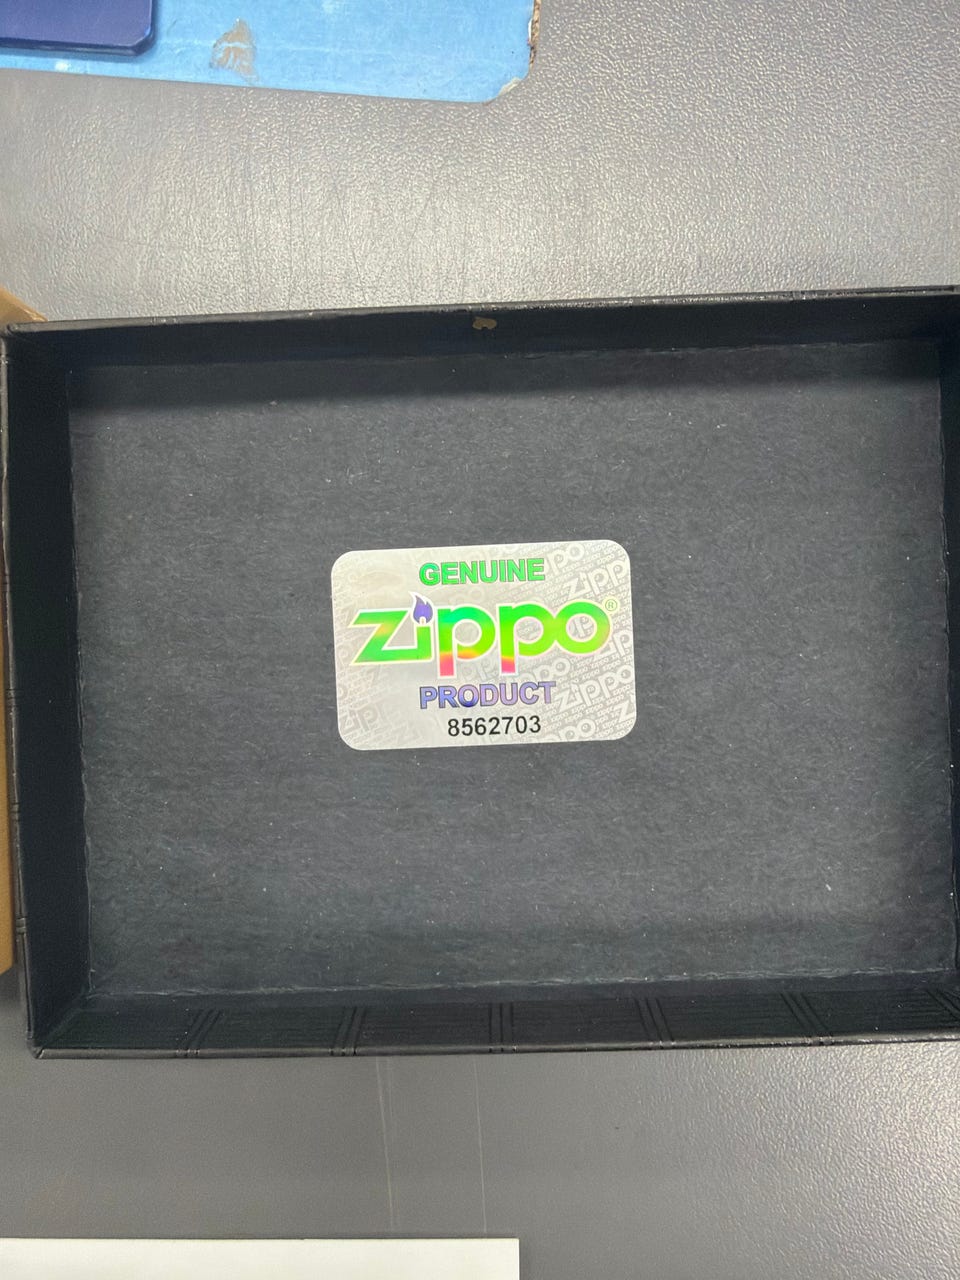 GENUINE
zippo®
PRODUCT
8562703